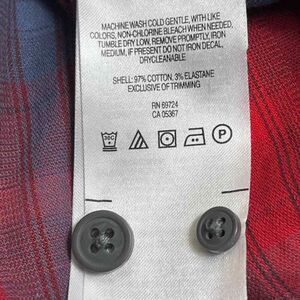 MACHINE WASH COLD GENTLE, WITH LIKE
COLORS, NON-CHLORINE BLEACH WHEN NEEDED,
TUMBLE DRY LOW, REMOVE PROMPTLY, IRON
MEDIUM, IF PRESENT DO NOT IRON DECAL,
DRYCLEANABLE
SHELL: 97% COTTON, 3% ELASTANE
EXCLUSIVE OF TRIMMING
RN 69724
CA 05367
30C
P